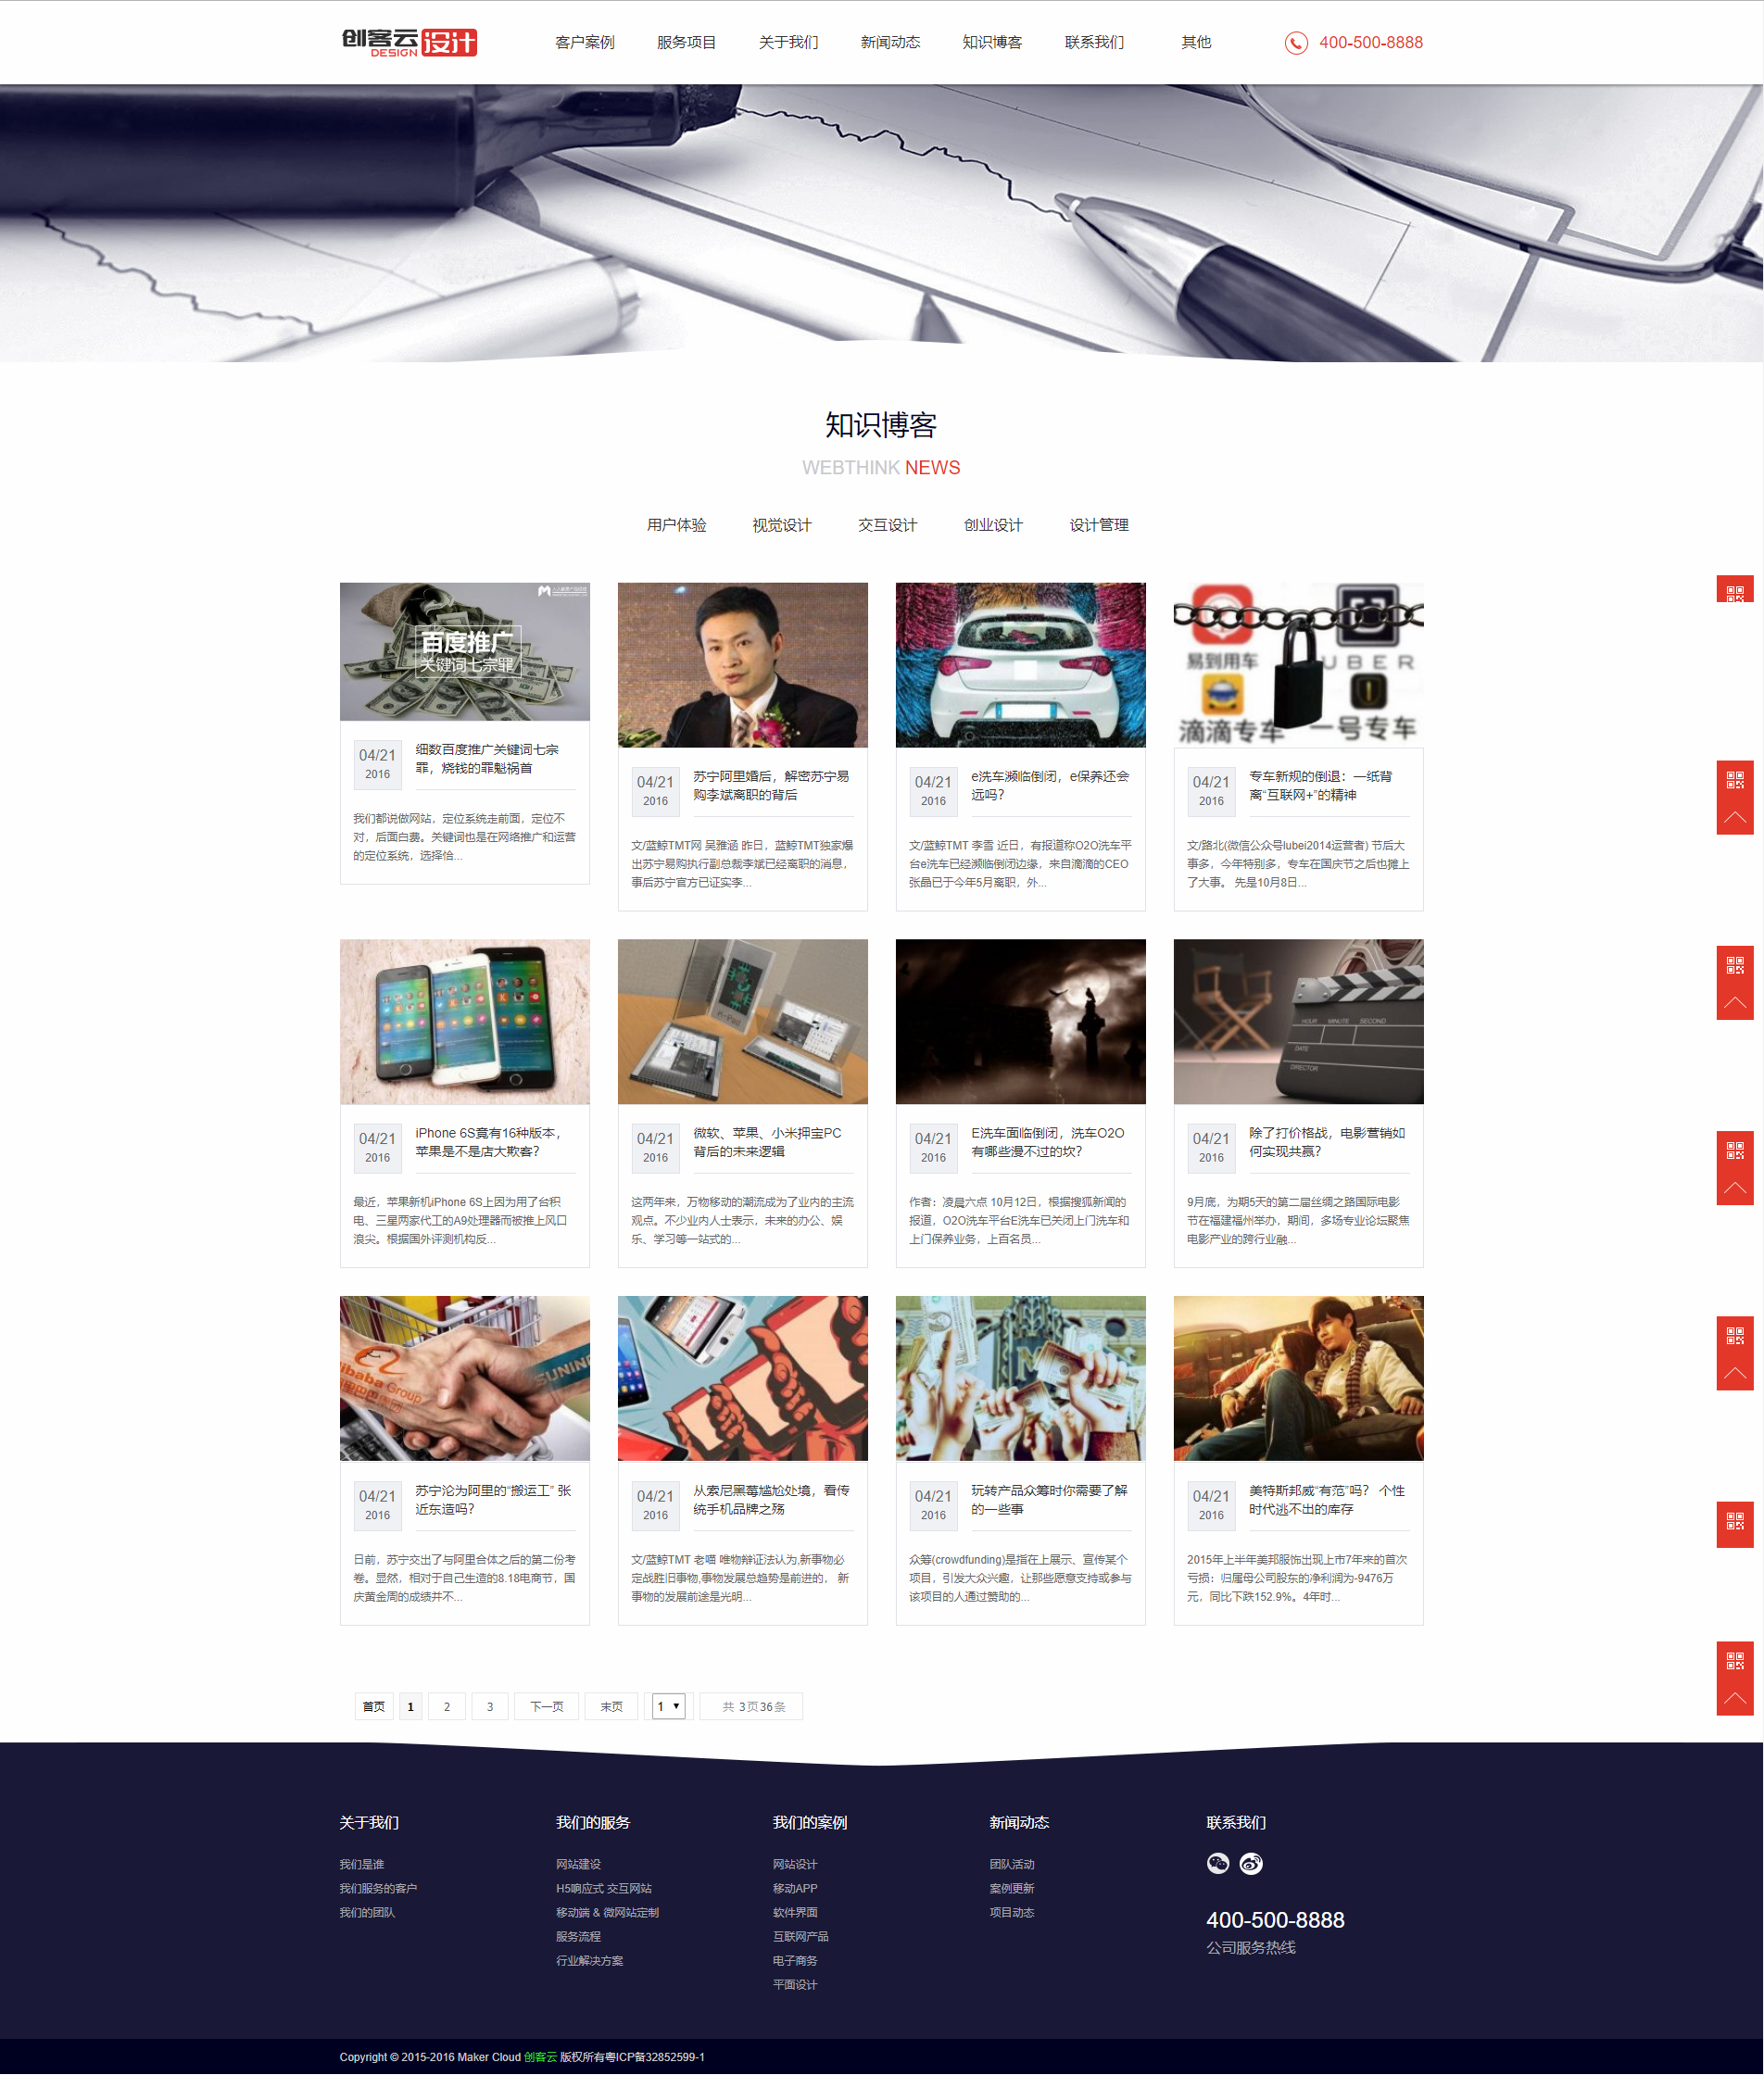 创客云设计
DESIGN
客户案例 服务项目 关于我们 新闻动态 知识博客 联系我们 其他
400-500-8888
知识博客
WEBTHINK NEWS
用户体验 视觉设计 交互设计 创业设计 设计管理
百度推广
关键词七宗罪
易到用车 UBER
滴滴专车 一号专车
04/21
2016
细数百度推广关键词七宗
罪，烧钱的罪魁祸首
我们都说做网站，定位系统走前面，定位不
对，后面白费。关键词也是在网络推广和运营
的定位系统，选择恰...
04/21
2016
苏宁阿里婚后，解密苏宁易
购李斌离职的背后
文/蓝鲸TMT网 吴雅涵 昨日，蓝鲸TMT独家爆
出苏宁易购执行副总裁李斌已经离职的消息，
事后苏宁官方已证实李...
04/21
2016
e洗车濒临倒闭，e保养还会
远吗？
文/蓝鲸TMT 李雪 近日，有报道称O2O洗车平
台e洗车已经濒临倒闭边缘，来自滴滴的CEO
张晶已于今年5月离职，外...
04/21
2016
专车新规的倒退：一纸背
离“互联网+”的精神
文/路北(微信公众号lubei2014运营者) 节后大
事多，今年特别多，专车在国庆节之后也摊上
了大事。 先是10月8日...
HOUR MINUTE SECOND
DATE
DIRECTOR
04/21
2016
iPhone 6S竟有16种版本，
苹果是不是店大欺客？
最近，苹果新机iPhone 6S上因为用了台积
电、三星两家代工的A9处理器而被推上风口
浪尖。根据国外评测机构反...
04/21
2016
微软、苹果、小米押宝PC
背后的未来逻辑
这两年来，万物移动的潮流成为了业内的主流
观点。不少业内人士表示，未来的办公、娱
乐、学习等一站式的...
04/21
2016
E洗车面临倒闭，洗车O2O
有哪些漫不过的坎？
作者：凌晨六点 10月12日，根据搜狐新闻的
报道，O2O洗车平台E洗车已关闭上门洗车和
上门保养业务，上百名员...
04/21
2016
除了打价格战，电影营销如
何实现共赢？
9月底，为期5天的第二届丝绸之路国际电影
节在福建福州举办，期间，多场专业论坛聚焦
电影产业的跨行业融...
Group
SUNIN
04/21
2016
苏宁沦为阿里的“搬运工” 张
近东造吗？
日前，苏宁交出了与阿里合体之后的第二份考
卷。显然，相对于自己生造的8.18电商节，国
庆黄金周的成绩并不...
04/21
2016
从索尼黑莓尴尬处境，看传
统手机品牌之殇
文/蓝鲸TMT 老喵 唯物辩证法认为,新事物必
定战胜旧事物,事物发展总趋势是前进的， 新
事物的发展前途是光明...
04/21
2016
玩转产品众筹时你需要了解
的一些事
众筹(crowdfunding)是指在上展示、宣传某个
项目，引发大众兴趣，让那些愿意支持或参与
该项目的人通过赞助的...
04/21
2016
美特斯邦威“有范”吗？ 个性
时代逃不出的库存
2015年上半年美邦服饰出现上市7年来的首次
亏损：归属母公司股东的净利润为-9476万
元，同比下跌152.9%。4年时...
首页 1 2 3 下一页 末页 1 共 3页36条
关于我们
我们是谁
我们服务的客户
我们的团队
我们的服务
网站建设
H5响应式 交互网站
移动端 & 微网站定制
服务流程
行业解决方案
我们的案例
网站设计
移动APP
软件界面
互联网产品
电子商务
平面设计
新闻动态
团队活动
案例更新
项目动态
联系我们
400-500-8888
公司服务热线
Copyright © 2015-2016 Maker Cloud 创客云 版权所有粤ICP备32852599-1